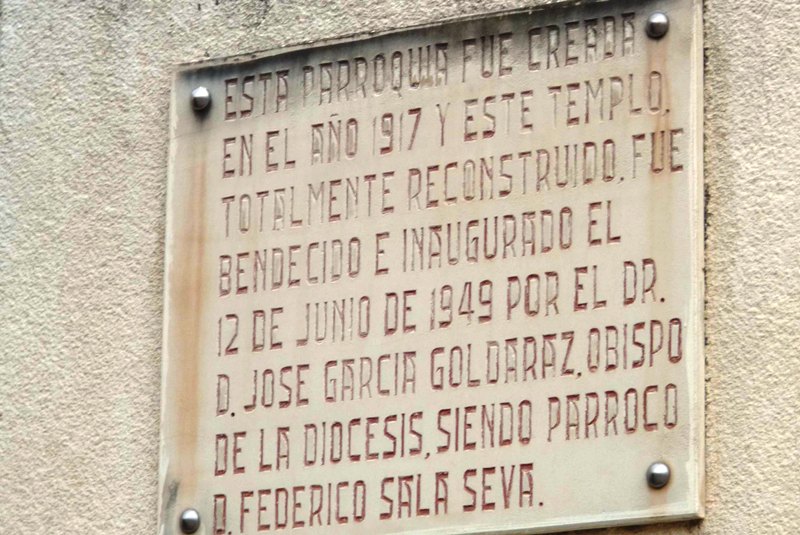 ESTA PARROQUIA FUE CREADA
EN EL AÑO 1917 Y ESTE TEMPLO,
TOTALMENTE RECONSTRUIDO, FUE
BENDECIDO E INAUGURADO EL
12 DE JUNIO DE 1949 POR EL DR.
D. JOSE GARCIA GOLDARAZ, OBISPO
DE LA DIOCESIS, SIENDO PARROCO
D. FEDERICO SALA SEVA.